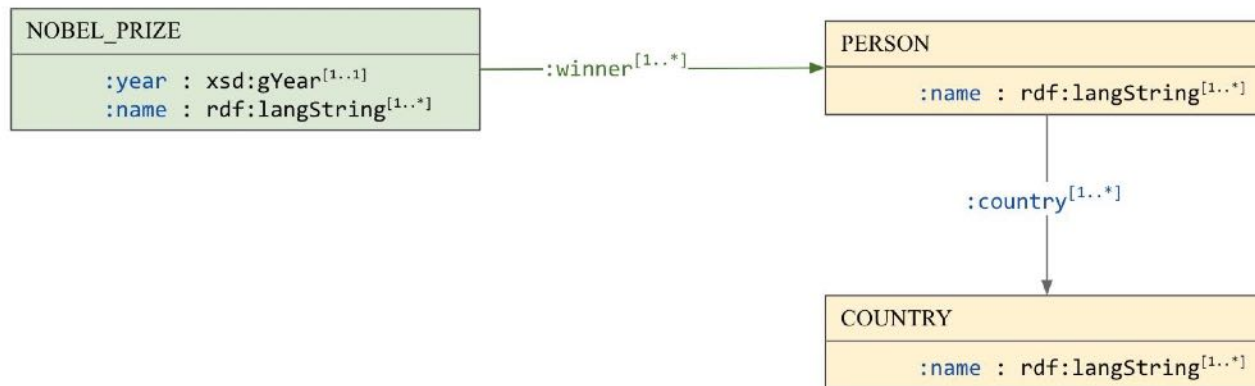 NOBEL_PRIZE
:year : xsd:gYear[1..1]
:name : rdf:langString[1..*]
:winner[1..*]
PERSON
:name : rdf:langString[1..*]
:country[1..*]
COUNTRY
:name : rdf:langString[1..*]